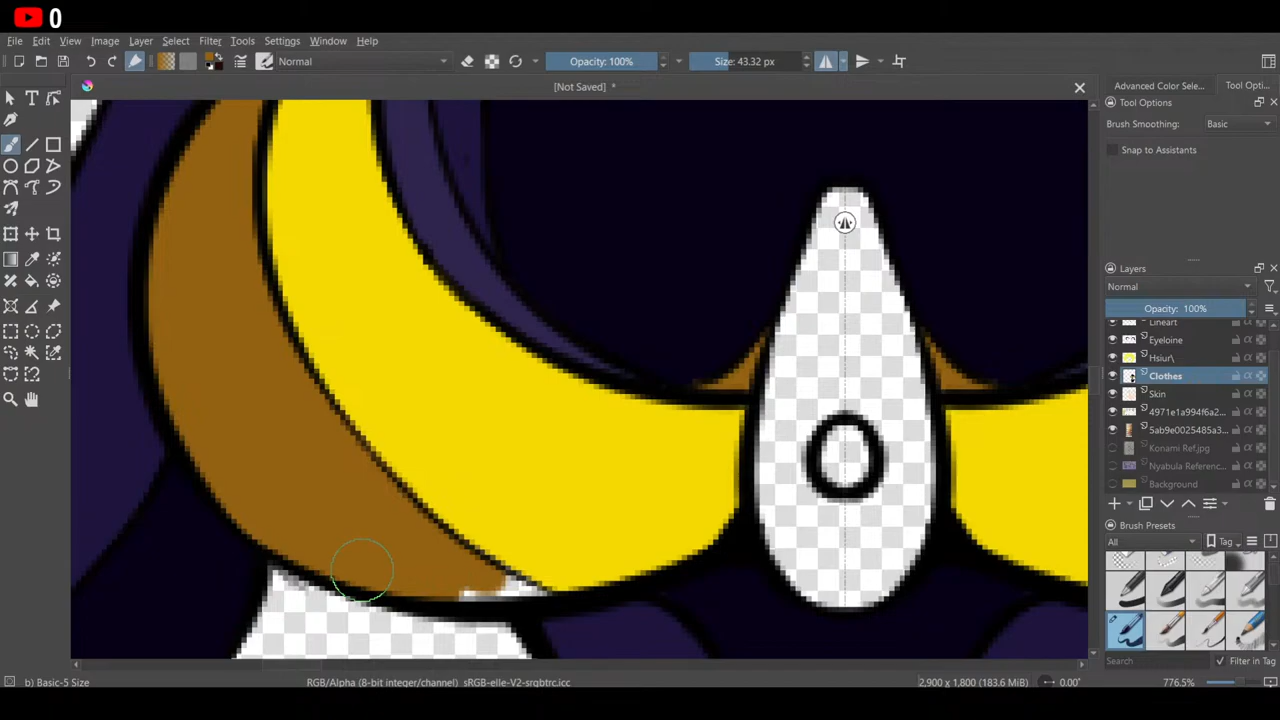 0
File Edit View Image Layer Select Filter Tools Settings Window Help
Normal Opacity: 100% Size: 43.32 px
[Not Saved] *
Advanced Color Sele... Tool Opti...
Tool Options
Brush Smoothing: Basic
Snap to Assistants
Layers
Normal
Opacity: 100%
Lineart
Eyeloine
Hsiur\
Clothes
Skin
4971e1a994f6a2...
5ab9e0025485a3...
Konami Ref.jpg
Nyabula Referenc...
Background
Brush Presets
All Tag
Search Filter in Tag
b) Basic-5 Size RGB/Alpha (8-bit integer/channel) sRGB-elle-V2-srgbtrc.icc 2,900 x 1,800 (183.6 MiB) 0.00° 776.5%